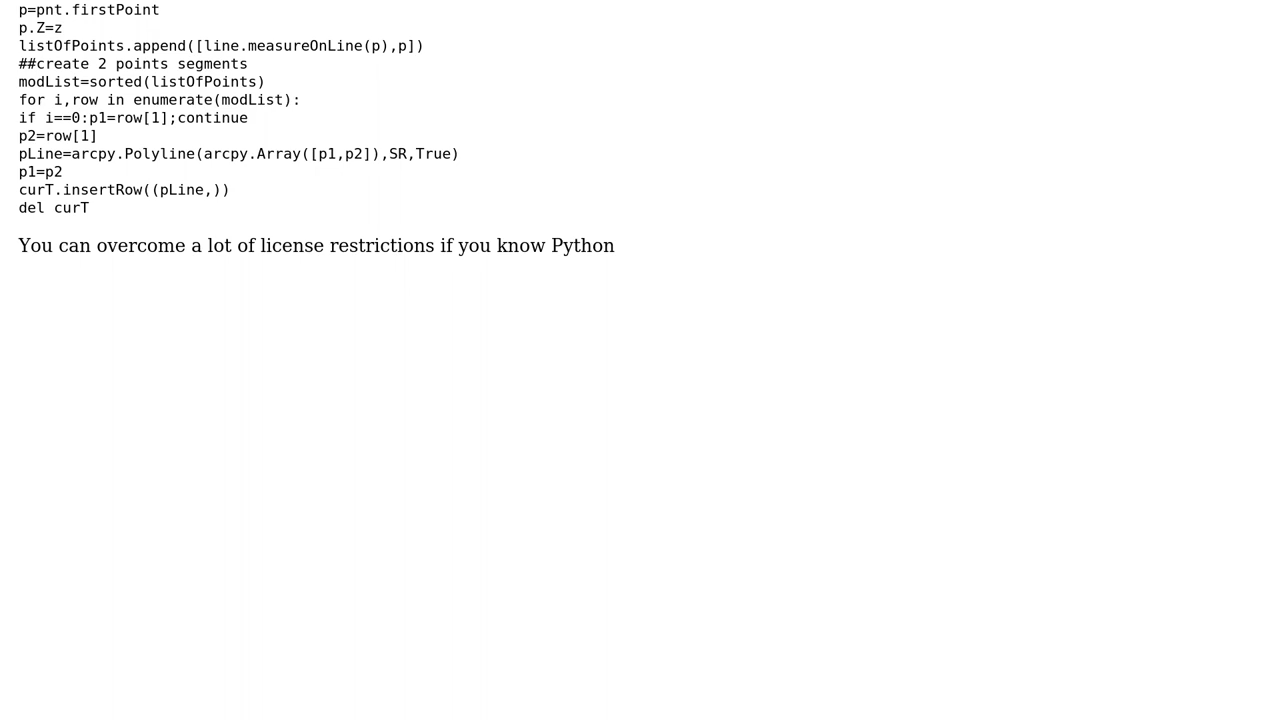 p=pnt.firstPoint
p.Z=z
listOfPoints.append([line.measureOnLine(p),p])
##create 2 points segments
modList=sorted(listOfPoints)
for i,row in enumerate(modList):
if i==0:p1=row[1];continue
p2=row[1]
pLine=arcpy.Polyline(arcpy.Array([p1,p2]),SR,True)
p1=p2
curT.insertRow((pLine,))
del curT
You can overcome a lot of license restrictions if you know Python